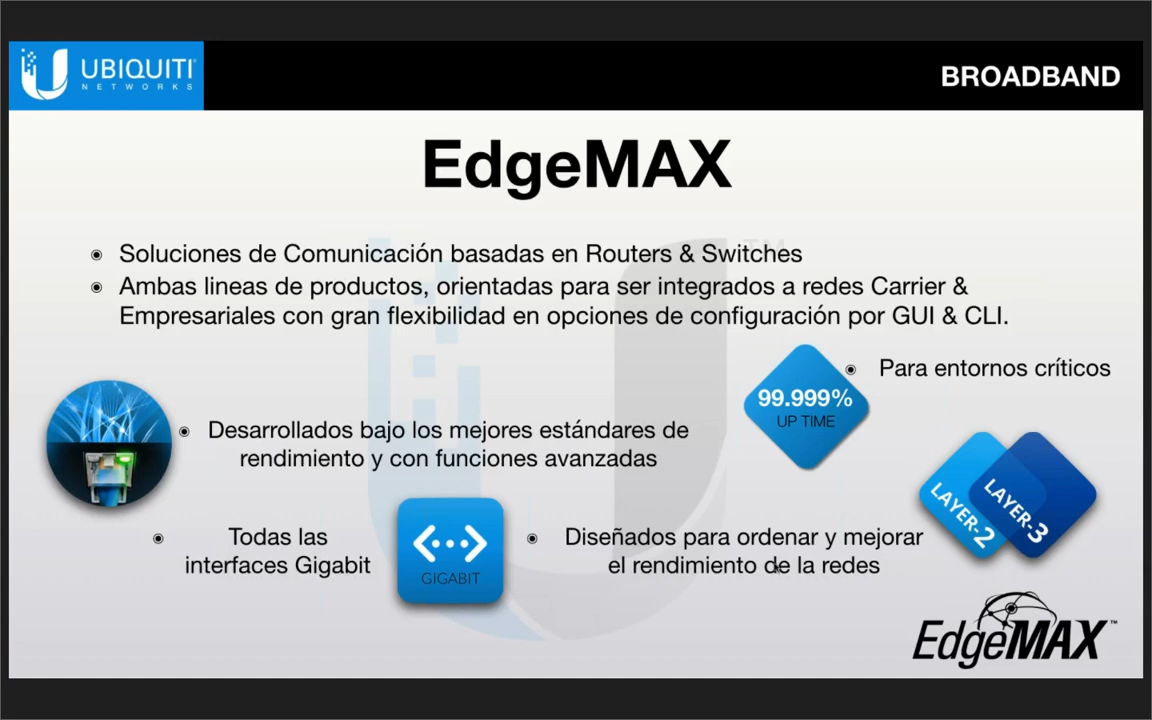 UBIQUITI
NETWORKS
BROADBAND
EdgeMAX
Soluciones de Comunicación basadas en Routers & Switches
Ambas lineas de productos, orientadas para ser integrados a redes Carrier &
Empresariales con gran flexibilidad en opciones de configuración por GUI & CLI.
Para entornos críticos
99.999%
UP TIME
Desarrollados bajo los mejores estándares de
rendimiento y con funciones avanzadas
LAYER-2
LAYER-3
Todas las
interfaces Gigabit
GIGABIT
Diseñados para ordenar y mejorar
el rendimiento de la redes
EdgeMAX™